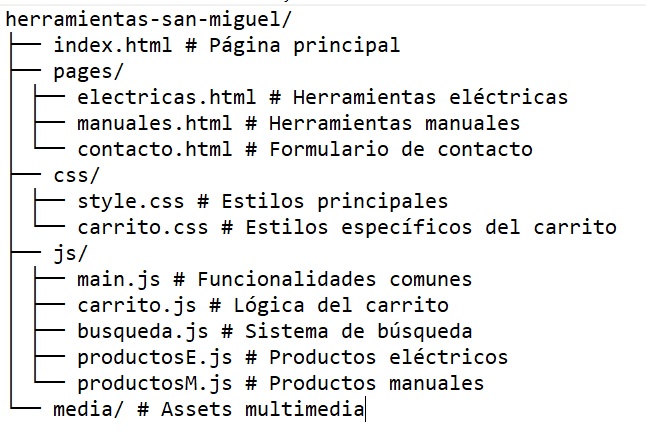 herramientas-san-miguel/
├── index.html # Página principal
├── pages/
│ ├── electricas.html # Herramientas eléctricas
│ ├── manuales.html # Herramientas manuales
│ └── contacto.html # Formulario de contacto
├── css/
│ ├── style.css # Estilos principales
│ └── carrito.css # Estilos específicos del carrito
├── js/
│ ├── main.js # Funcionalidades comunes
│ ├── carrito.js # Lógica del carrito
│ ├── busqueda.js # Sistema de búsqueda
│ ├── productosE.js # Productos eléctricos
│ └── productosM.js # Productos manuales
└── media/ # Assets multimedia